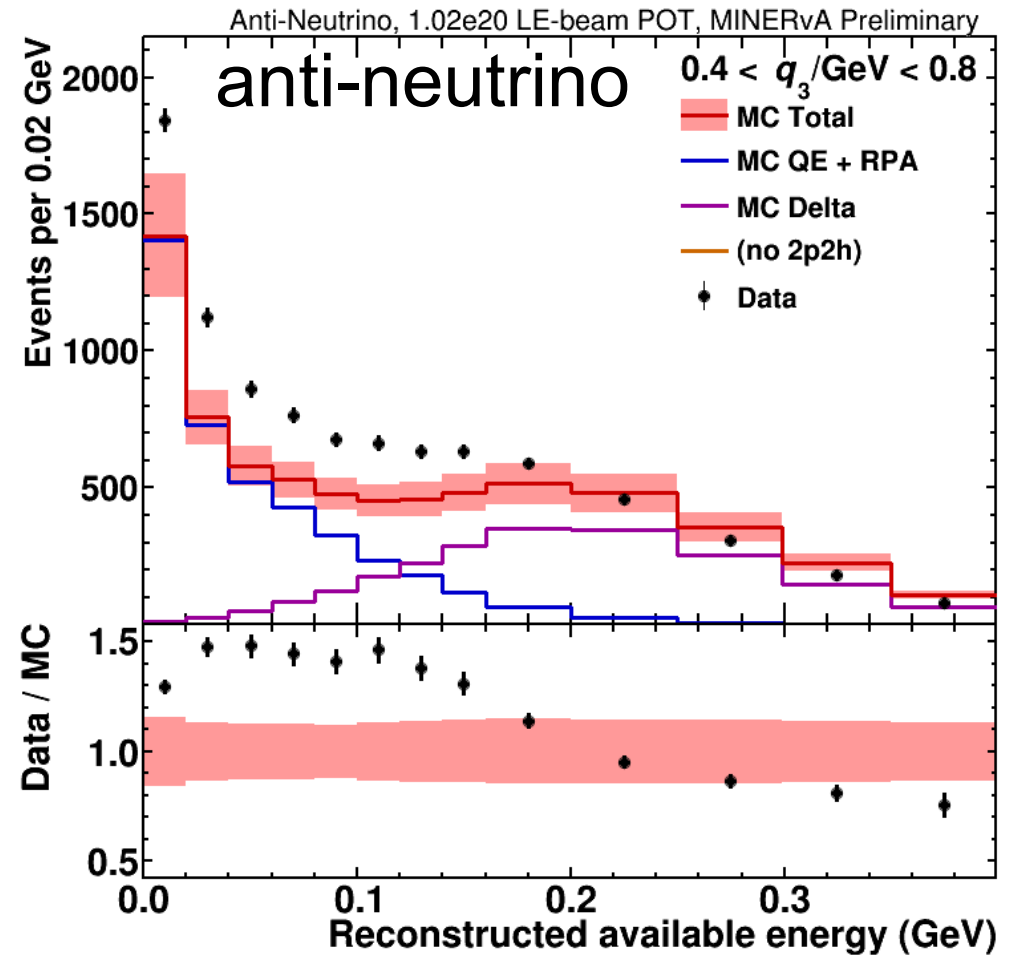 Anti-Neutrino, 1.02e20 LE-beam POT, MINERvA Preliminary
anti-neutrino
0.4 < q3/GeV < 0.8
MC Total
MC QE + RPA
MC Delta
(no 2p2h)
Data
Events per 0.02 GeV
2000
1500
1000
500
Data / MC
1.5
1.0
0.5
0.0 0.1 0.2 0.3
Reconstructed available energy (GeV)